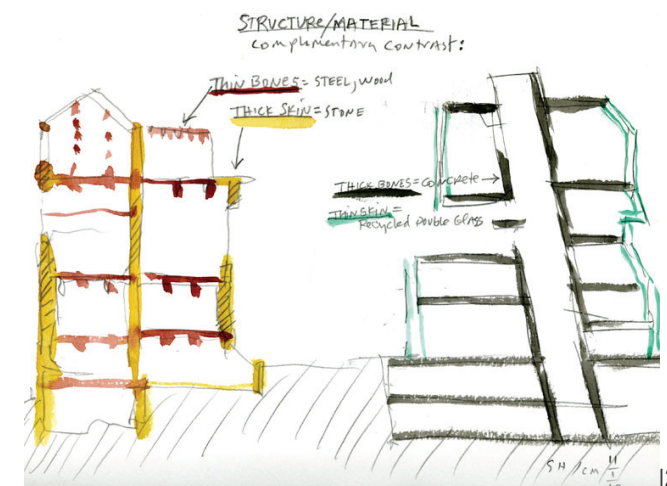 STRUCTURE/MATERIAL
complementary contrast:
THIN BONES = STEEL, WOOD
THICK SKIN = STONE
THICK BONES = CONCRETE
THIN SKIN =
Recycled Double Glass
SH